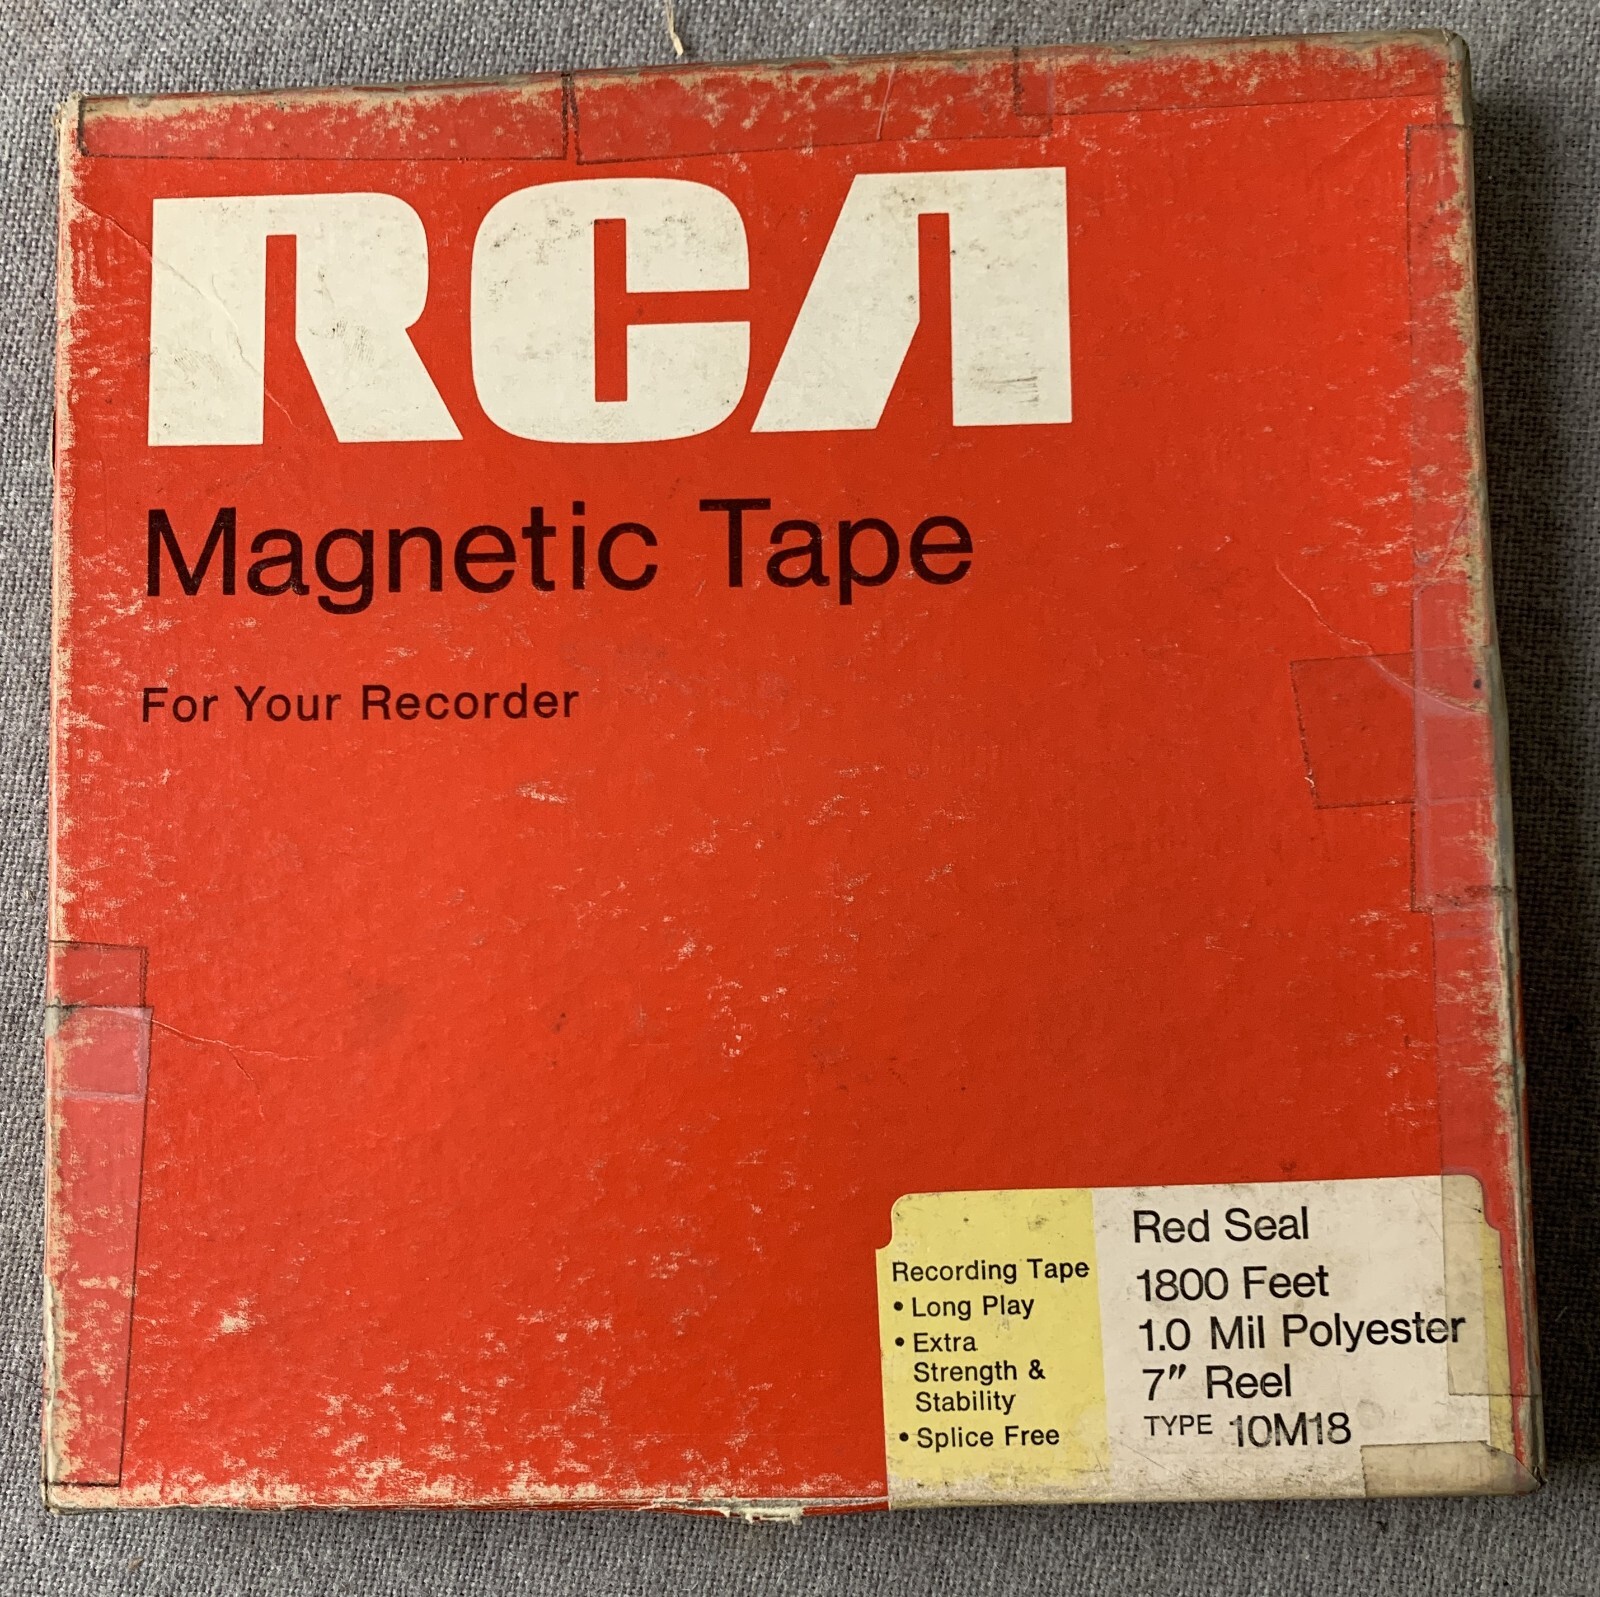 RCA
Magnetic Tape
For Your Recorder
Recording Tape
• Long Play
• Extra
Strength &
Stability
• Splice Free
Red Seal
1800 Feet
1.0 Mil Polyester
7" Reel
TYPE 10M18